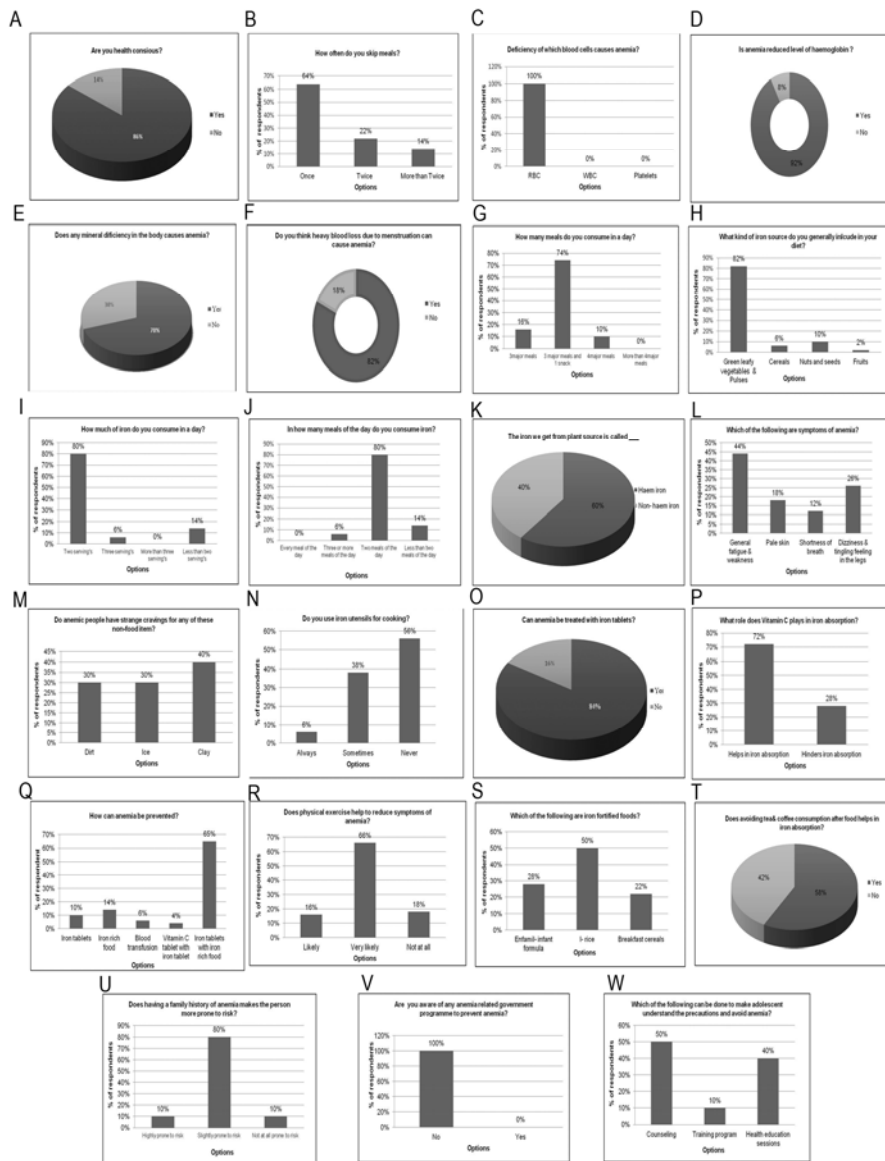 A
Are you health consious?
14%
86%
Yes
No
B
How often do you skip meals?
% of respondents
70%
60%
50%
40%
30%
20%
10%
0%
64%
22%
14%
Once
Twice
More than Twice
Options
C
Deficiency of which blood cells causes anemia?
% of respondents
120%
100%
80%
60%
40%
20%
0%
100%
0%
0%
RBC
WBC
Platelets
Options
D
Is anemia reduced level of haemoglobin ?
8%
92%
Yes
No
E
Does any mineral dificiency in the body causes anemia?
30%
70%
Yes
No
F
Do you think heavy blood loss due to menstruation can
cause anemia?
18%
82%
Yes
No
G
How many meals do you consume in a day?
% of respondents
80%
70%
60%
50%
40%
30%
20%
10%
0%
16%
74%
10%
0%
3major meals
3 major meals and
1 snack
4major meals
More than 4major
meals
Options
H
What kind of iron source do you generally inlcude in your
diet?
% of respondents
90%
80%
70%
60%
50%
40%
30%
20%
10%
0%
82%
6%
10%
2%
Green leafy
vegetables &
Pulses
Cereals
Nuts and seeds
Fruits
Options
I
How much of iron do you consume in a day?
% of respondents
90%
80%
70%
60%
50%
40%
30%
20%
10%
0%
80%
6%
0%
14%
Two serving's
Three serving's
More than three
serving's
Less than two
serving's
Options
J
In how many meals of the day do you consume iron?
% of respondents
90%
80%
70%
60%
50%
40%
30%
20%
10%
0%
0%
6%
80%
14%
Every meal of the
day
Three or more
meals of the day
Two meals of the
day
Less than two
meals of the day
Options
K
The iron we get from plant source is called ___
40%
60%
Haem iron
Non- haem iron
L
Which of the following are symptoms of anemia?
% of respondents
50%
45%
40%
35%
30%
25%
20%
15%
10%
5%
0%
44%
18%
12%
26%
General
fatigue &
weakness
Pale skin
Shortness of
breath
Dizziness &
tingling feeling in
the legs
Options
M
Do anemic people have strange cravings for any of these
non-food item?
% of respondents
45%
40%
35%
30%
25%
20%
15%
10%
5%
0%
30%
30%
40%
Dirt
Ice
Clay
Options
N
Do you use iron utensils for cooking?
% of respondents
60%
50%
40%
30%
20%
10%
0%
6%
38%
56%
Always
Sometimes
Never
Options
O
Can anemia be treated with iron tablets?
16%
84%
Yes
No
P
What role does Vitamin C plays in iron absorption?
% of respondents
80%
70%
60%
50%
40%
30%
20%
10%
0%
72%
28%
Helps in iron absorption
Hinders iron absorption
Options
Q
How can anemia be prevented?
% of respondent
70%
60%
50%
40%
30%
20%
10%
0%
10%
14%
6%
4%
65%
Iron tablets
Iron rich
food
Blood
transfusion
Vitamin C
tablet with
iron tablet
Iron tablets
with iron
rich food
Options
R
Does physical exercise help to reduce symptoms of
anemia?
% of respondents
70%
60%
50%
40%
30%
20%
10%
0%
16%
66%
18%
Likely
Very likely
Not at all
Options
S
Which of the following are iron fortified foods?
% of respondents
60%
50%
40%
30%
20%
10%
0%
28%
50%
22%
Enfamil- infant
formula
I- rice
Breakfast cereals
Options
T
Does avoiding tea& coffee consumption after food helps in
iron absorption?
42%
58%
Yes
No
U
Does having a family history of anemia makes the person
more prone to risk?
% of respondents
90%
80%
70%
60%
50%
40%
30%
20%
10%
0%
10%
80%
10%
Highly prone to risk
Slightly prone to risk
Not at all prone to risk
Options
V
Are you aware of any anemia related government
programme to prevent anemia?
% of respondents
120%
100%
80%
60%
40%
20%
0%
100%
0%
No
Yes
Options
W
Which of the following can be done to make adolescent
understand the precautions and avoid anemia?
% of respondents
60%
50%
40%
30%
20%
10%
0%
50%
10%
40%
Counseling
Training program
Health education
sessions
Options